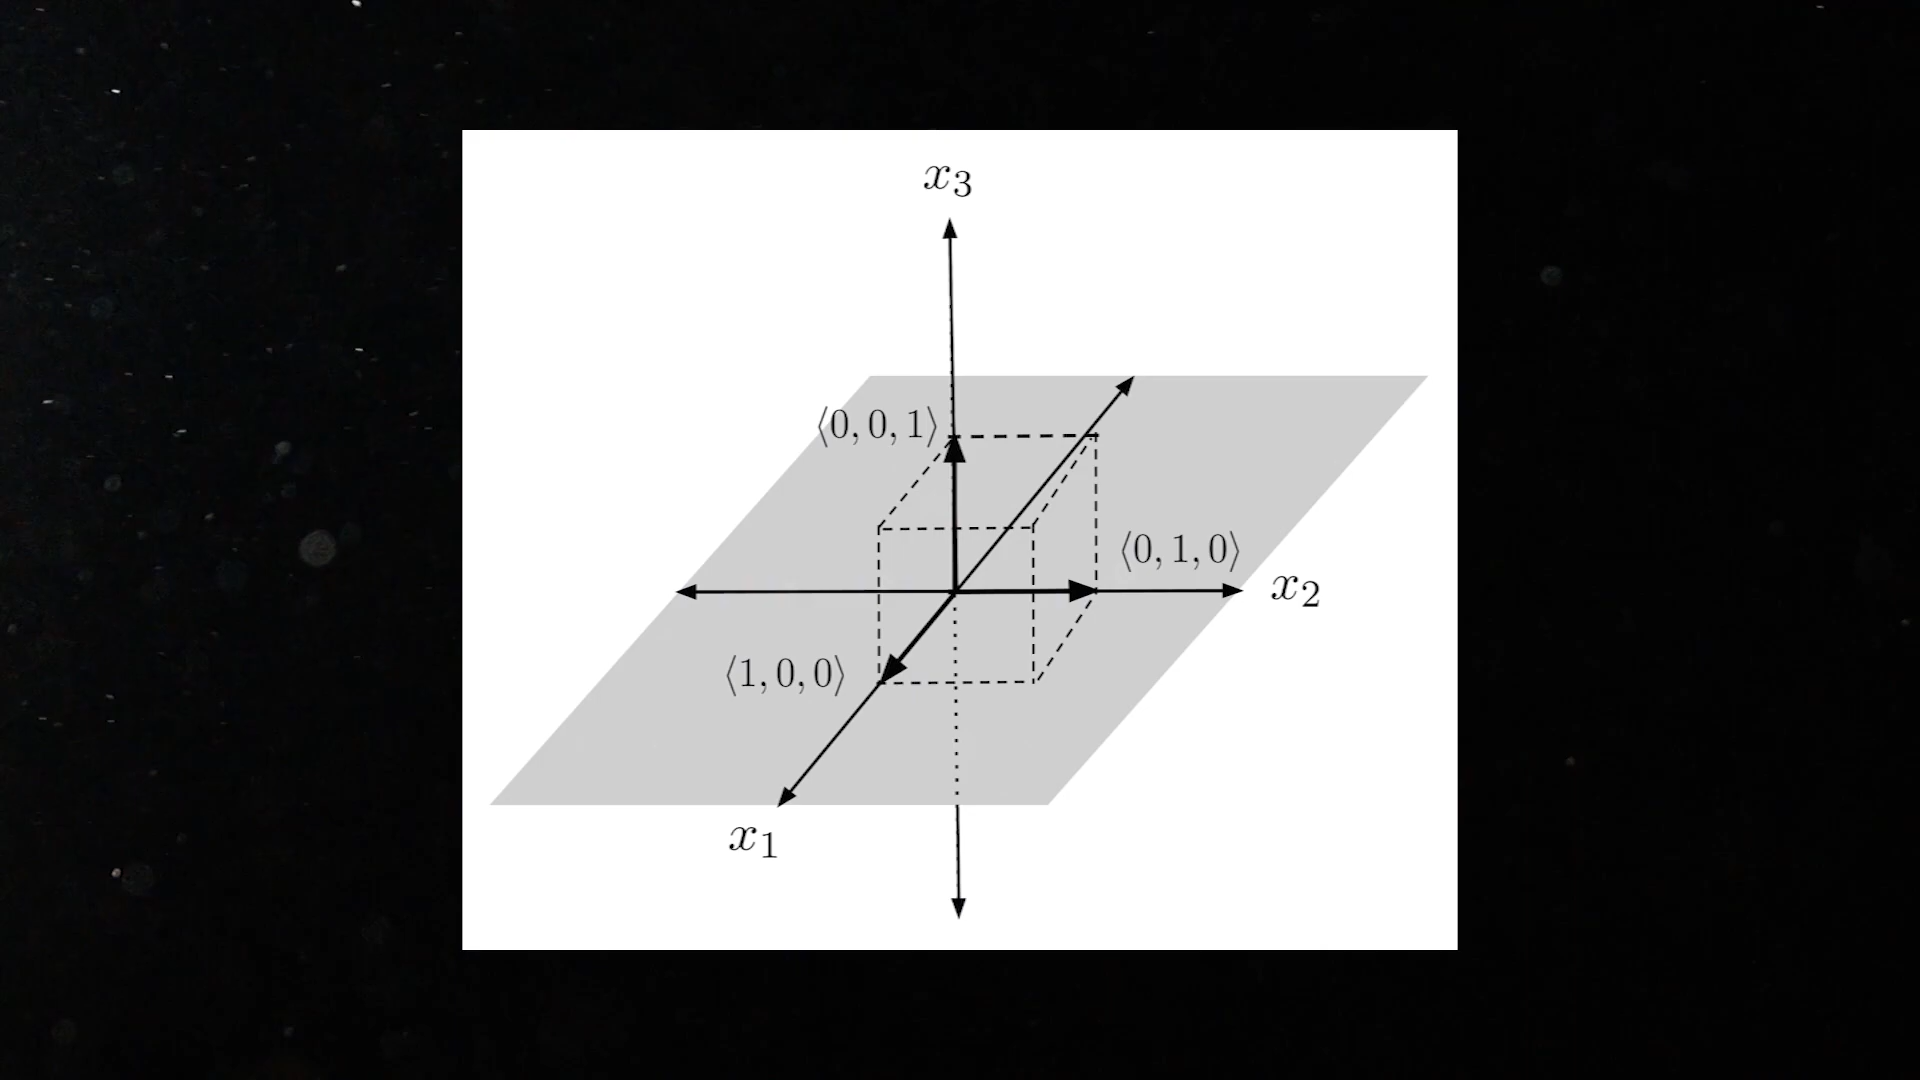 x₃
⟨0, 0, 1⟩
⟨0, 1, 0⟩
x₂
⟨1, 0, 0⟩
x₁